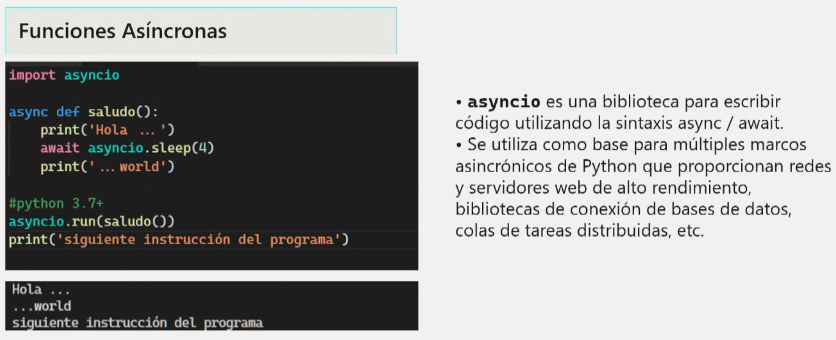 Funciones Asíncronas
import asyncio
async def saludo():
    print('Hola ...')
    await asyncio.sleep(4)
    print('...world')
#python 3.7+
asyncio.run(saludo())
print('siguiente instrucción del programa')
Hola ...
...world
siguiente instrucción del programa
• asyncio es una biblioteca para escribir
código utilizando la sintaxis async / await.
• Se utiliza como base para múltiples marcos
asincrónicos de Python que proporcionan redes
y servidores web de alto rendimiento,
bibliotecas de conexión de bases de datos,
colas de tareas distribuidas, etc.